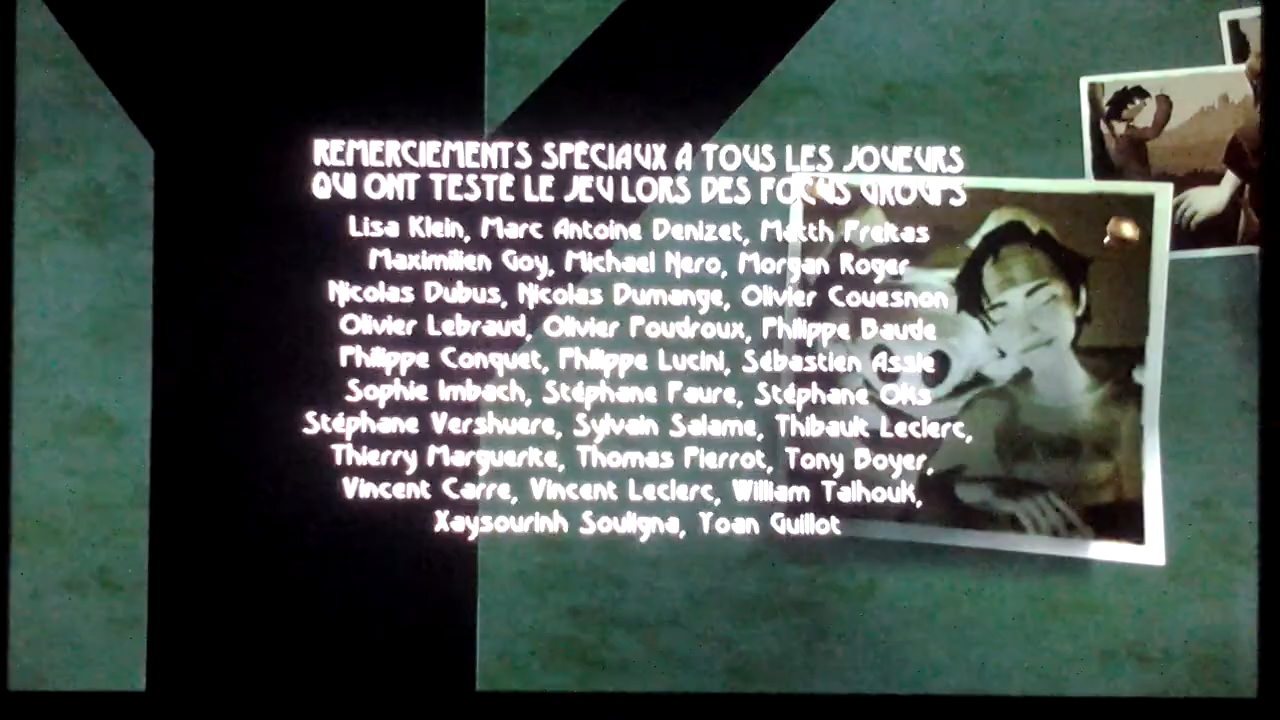 REMERCIEMENTS SPÉCIAUX À TOUS LES JOUEURS
QUI ONT TESTÉ LE JEU LORS DES FOCUS GROUPS
Lisa Klein, Marc Antoine Denizet, Matth Freitas
Maximilien Goy, Michael Nero, Morgan Roger
Nicolas Dubus, Nicolas Dumange, Olivier Couesnon
Olivier Lebraud, Olivier Poudroux, Philippe Baude
Philippe Conquet, Philippe Lucini, Sébastien Assie
Sophie Imbach, Stéphane Faure, Stéphane Oks
Stéphane Vershuere, Sylvain Salame, Thibault Leclerc,
Thierry Marguerite, Thomas Pierrot, Tony Boyer,
Vincent Carre, Vincent Leclerc, William Talhouk,
Xaysourinh Souligna, Yoan Guillot